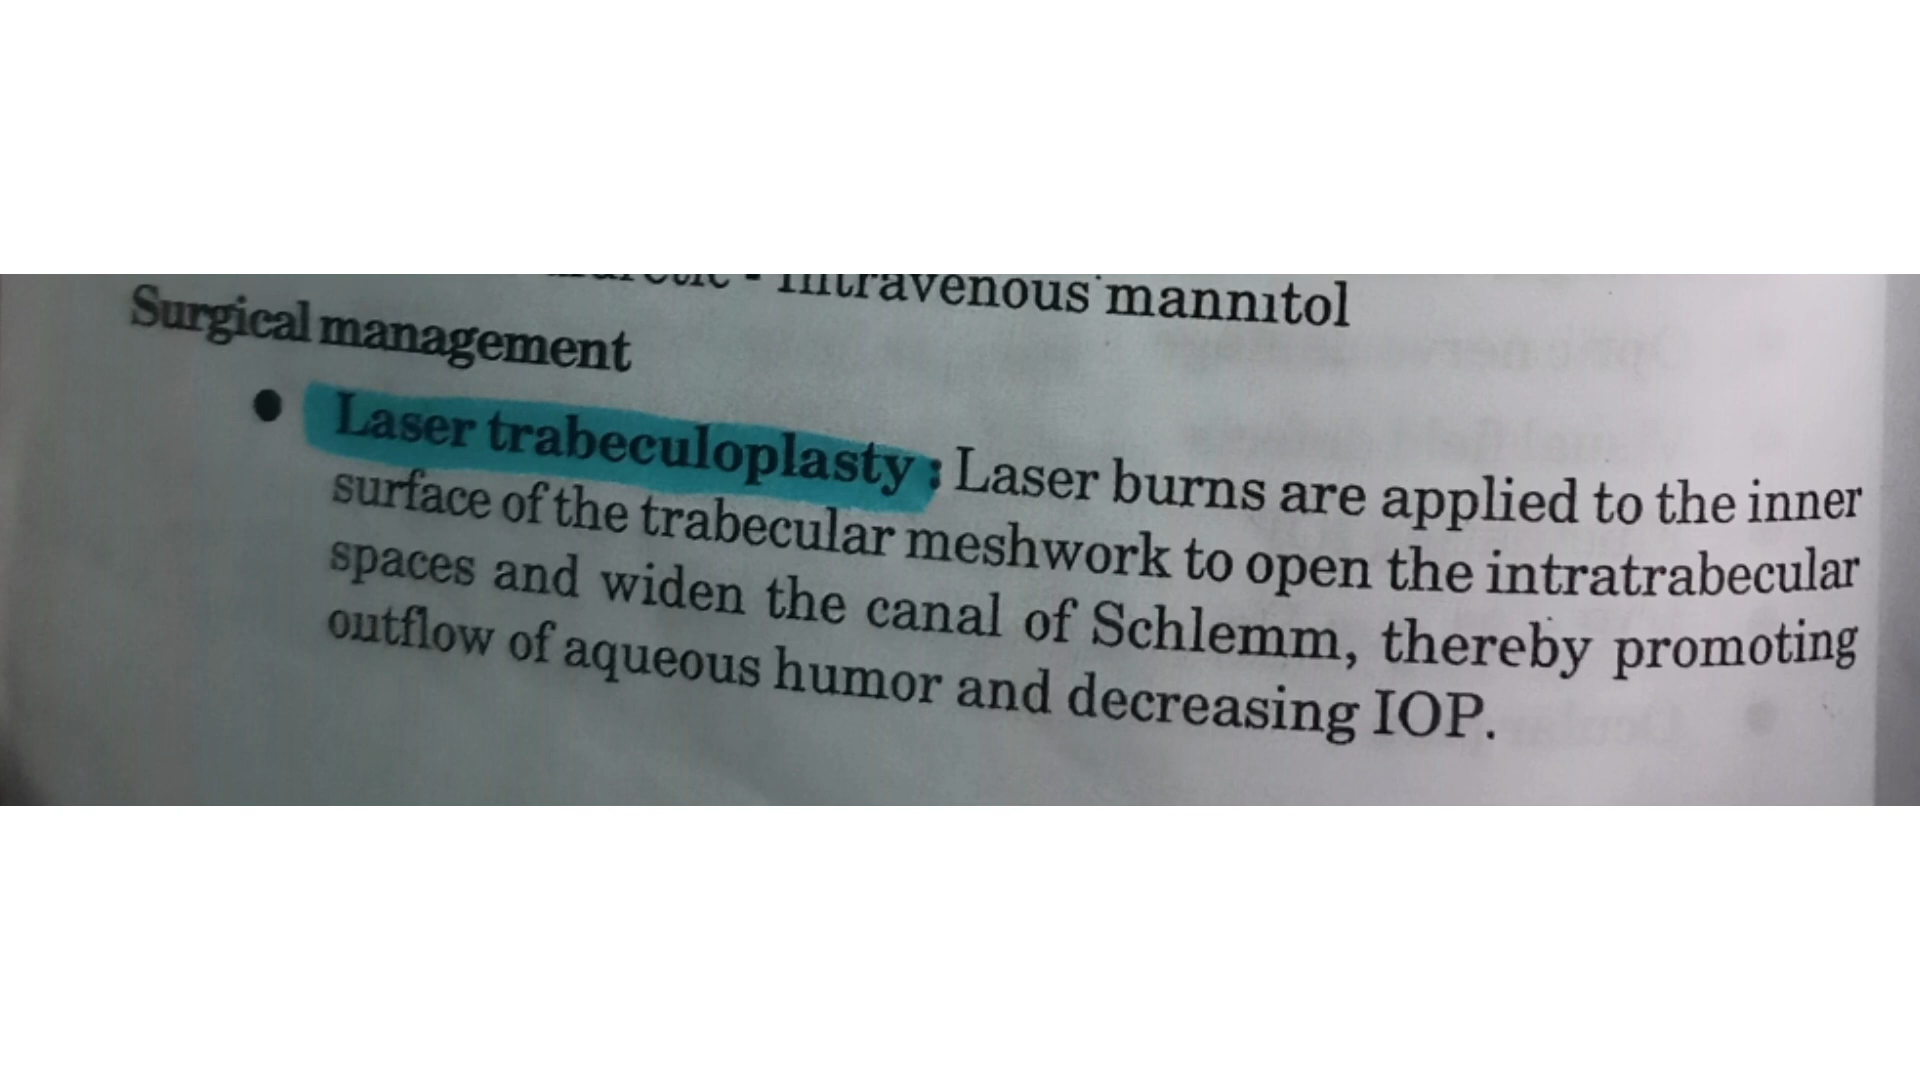 - Intravenous mannitol
Surgical management
● Laser trabeculoplasty : Laser burns are applied to the inner
surface of the trabecular meshwork to open the intratrabecular
spaces and widen the canal of Schlemm, thereby promoting
outflow of aqueous humor and decreasing IOP.